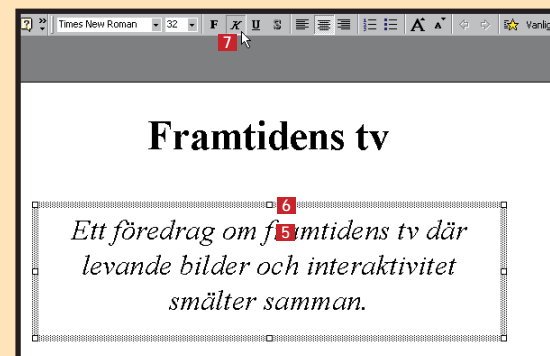 Times New Roman 32 F K U S A A Vanlig
7
Framtidens tv
6
Ett föredrag om framtidens tv där
5
levande bilder och interaktivitet
smälter samman.